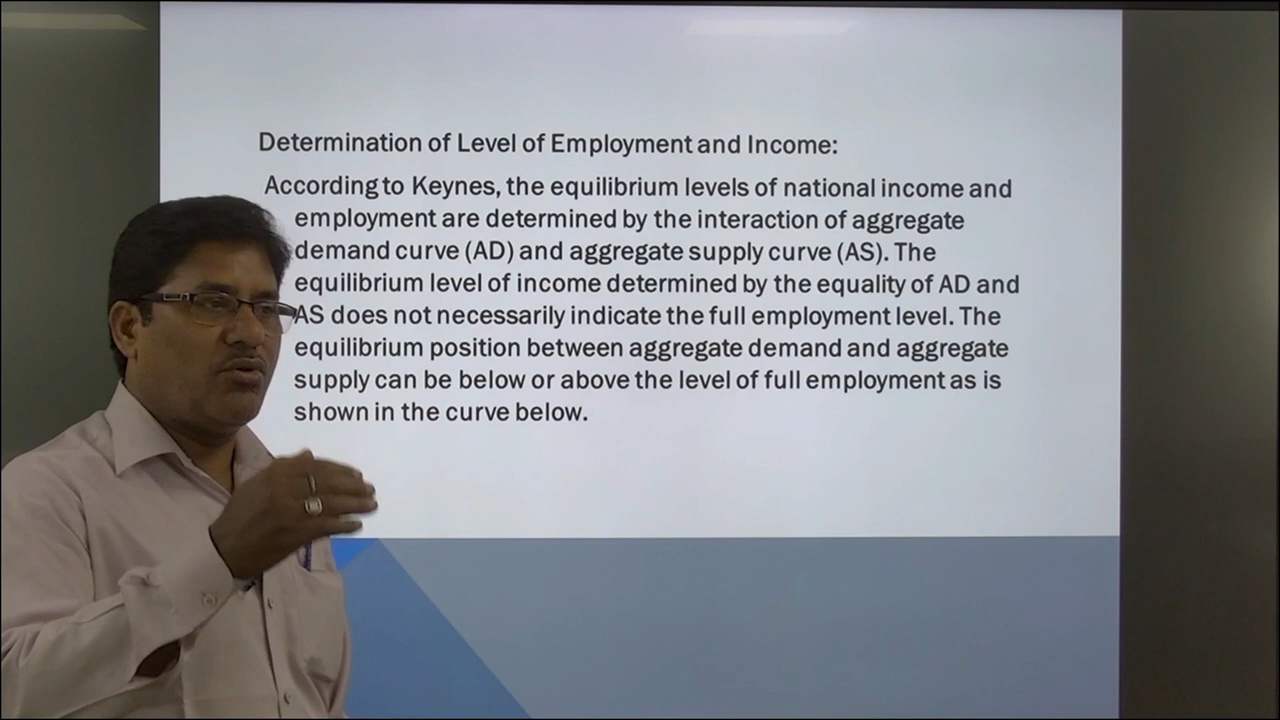 Determination of Level of Employment and Income:
According to Keynes, the equilibrium levels of national income and
employment are determined by the interaction of aggregate
demand curve (AD) and aggregate supply curve (AS). The
equilibrium level of income determined by the equality of AD and
AS does not necessarily indicate the full employment level. The
equilibrium position between aggregate demand and aggregate
supply can be below or above the level of full employment as is
shown in the curve below.